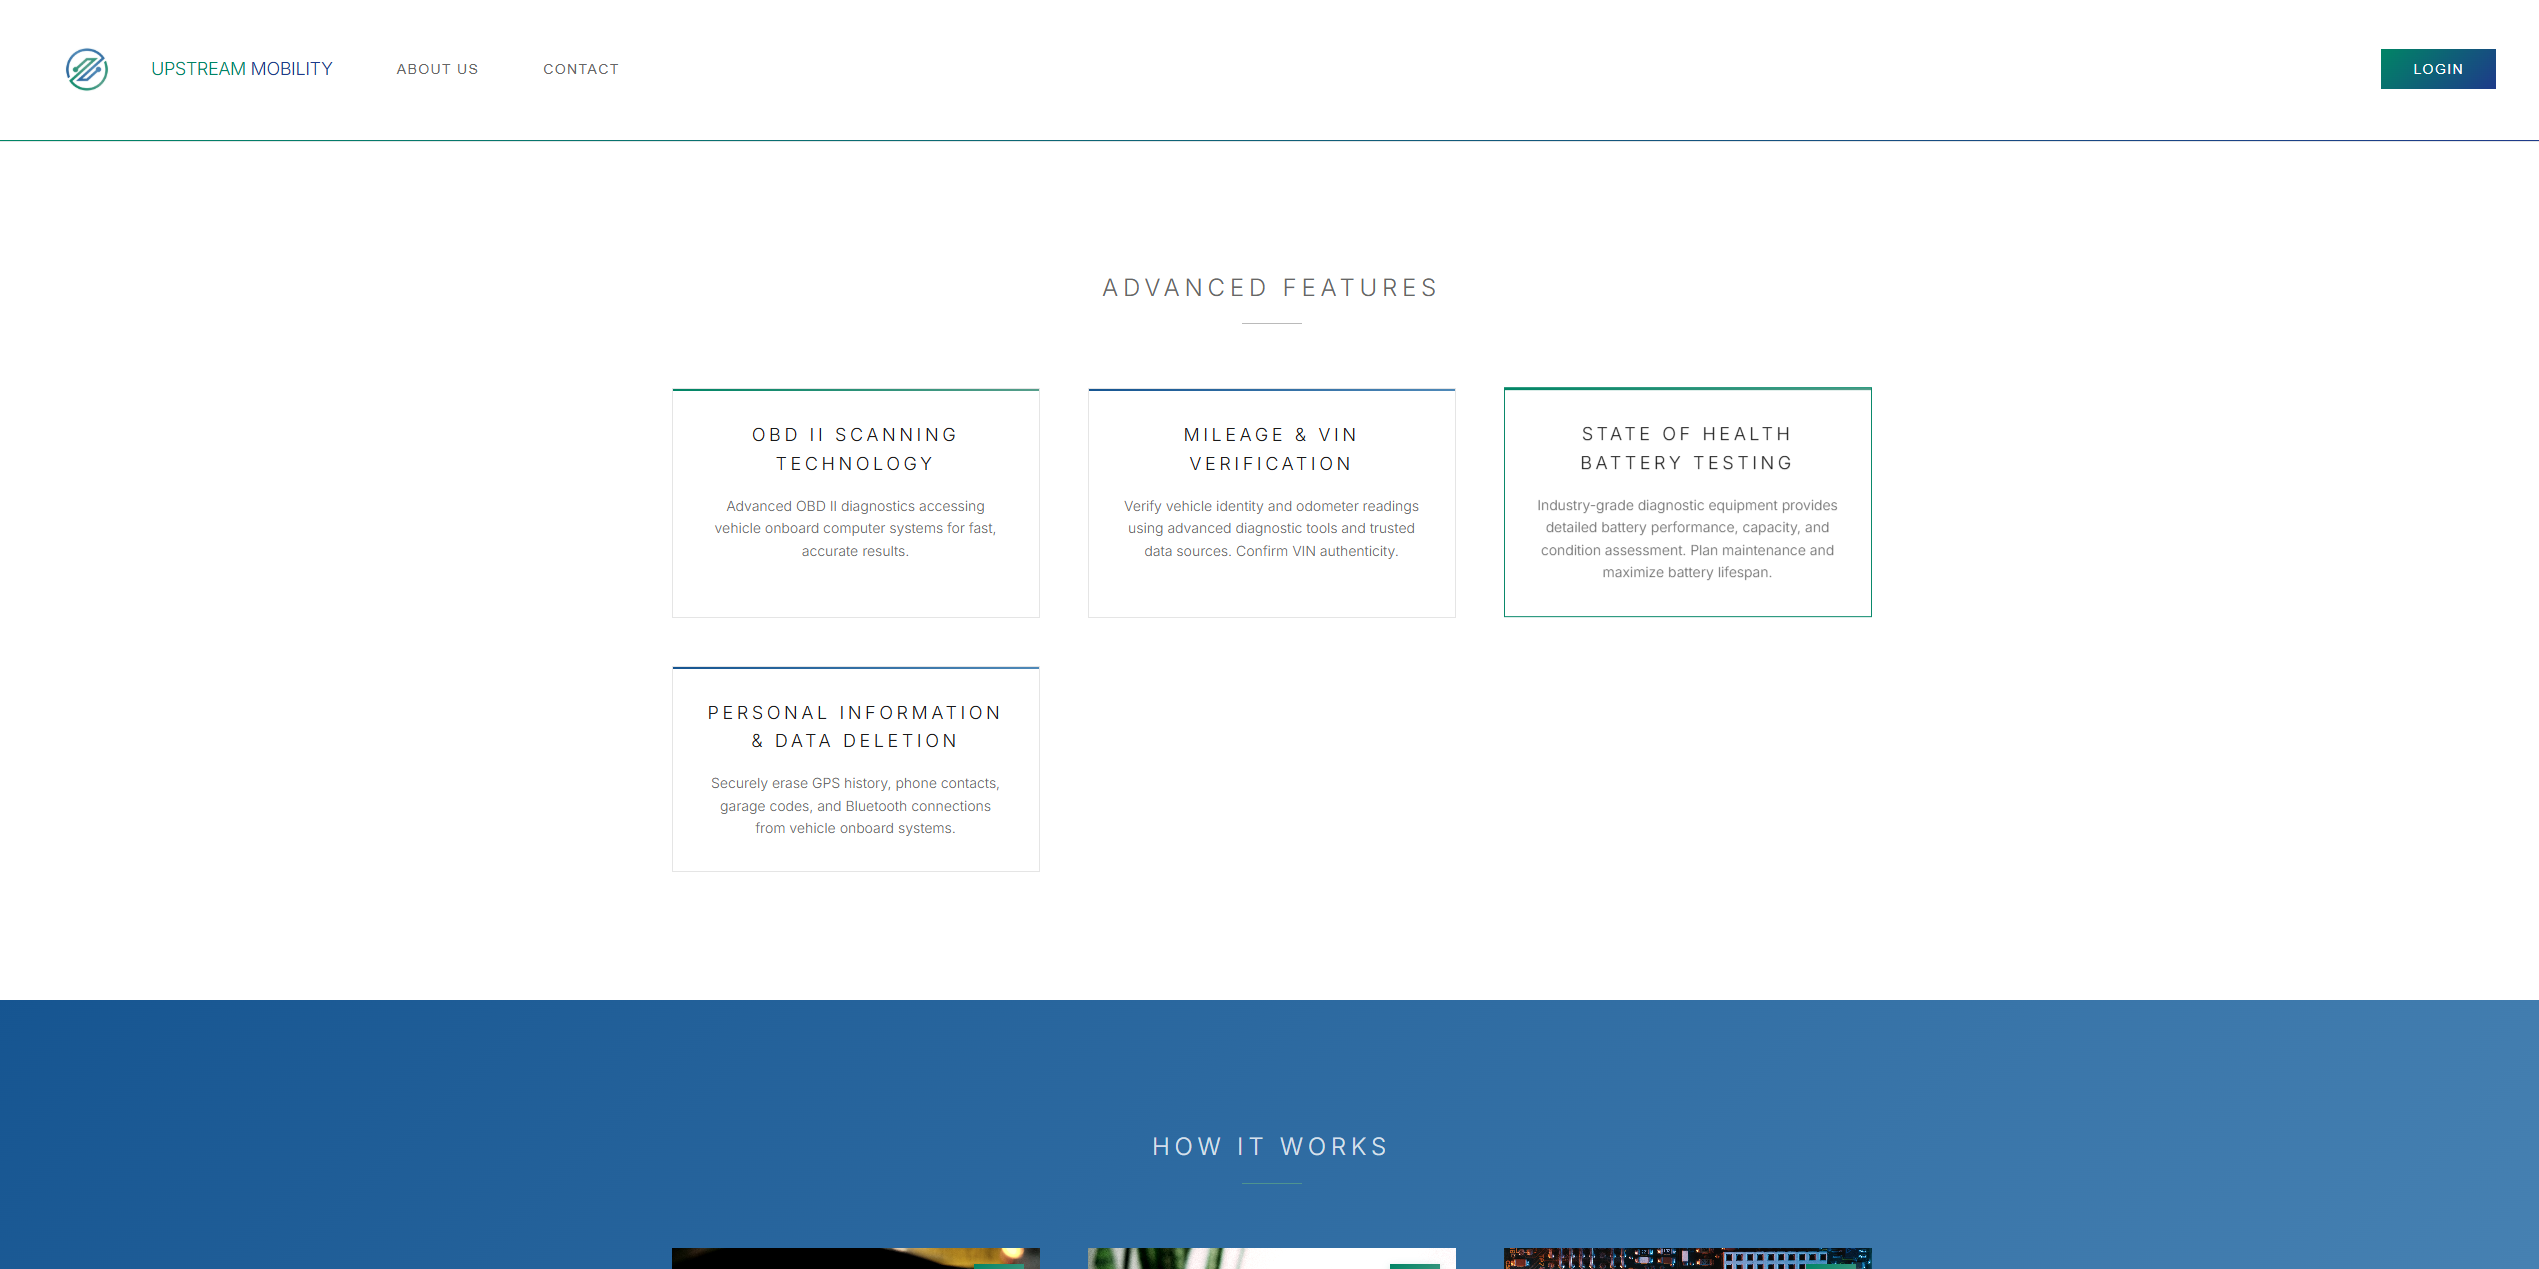 UPSTREAM MOBILITY
ABOUT US
CONTACT
LOGIN
ADVANCED FEATURES
OBD II SCANNING
TECHNOLOGY
Advanced OBD II diagnostics accessing
vehicle onboard computer systems for fast,
accurate results.
MILEAGE & VIN
VERIFICATION
Verify vehicle identity and odometer readings
using advanced diagnostic tools and trusted
data sources. Confirm VIN authenticity.
STATE OF HEALTH
BATTERY TESTING
Industry-grade diagnostic equipment provides
detailed battery performance, capacity, and
condition assessment. Plan maintenance and
maximize battery lifespan.
PERSONAL INFORMATION
& DATA DELETION
Securely erase GPS history, phone contacts,
garage codes, and Bluetooth connections
from vehicle onboard systems.
HOW IT WORKS